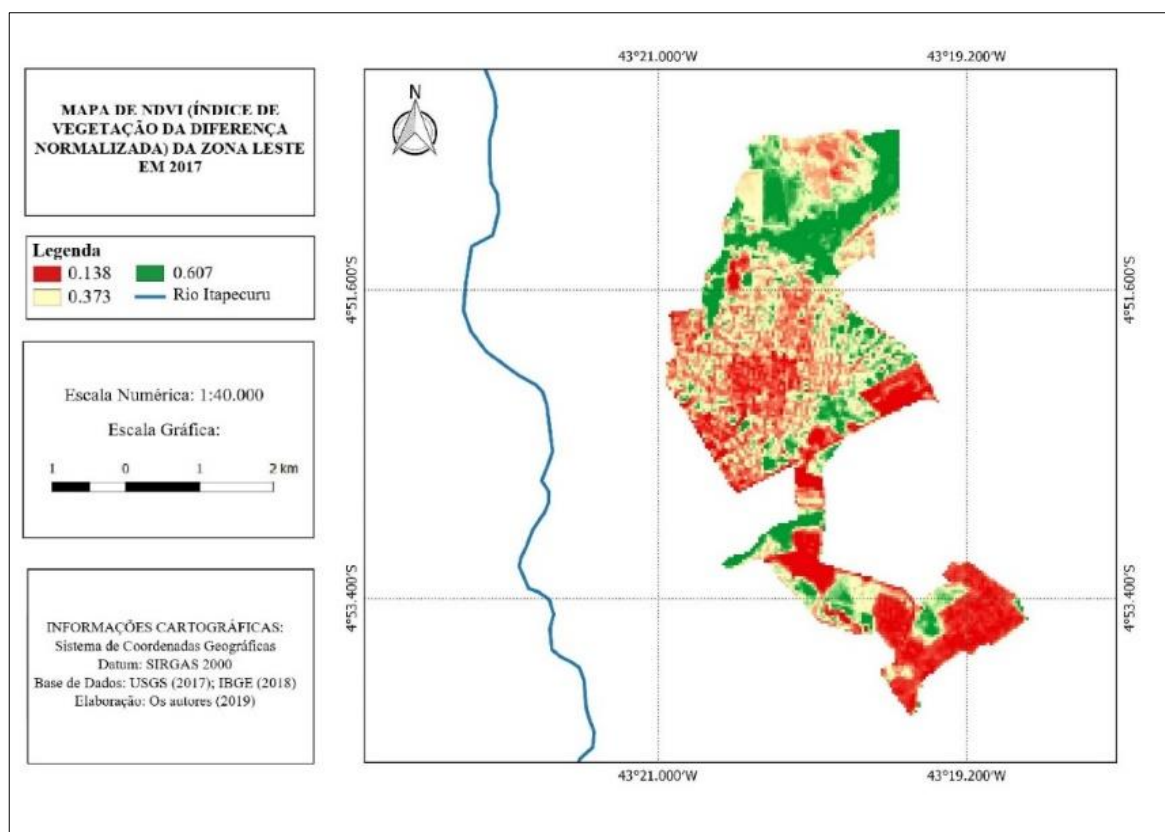 MAPA DE NDVI (ÍNDICE DE
VEGETAÇÃO DA DIFERENÇA
NORMALIZADA) DA ZONA LESTE
EM 2017
Legenda
0.138
0.607
0.373
Rio Itapecuru
Escala Numérica: 1:40.000
Escala Gráfica:
1 0 1 2 km
INFORMAÇÕES CARTOGRÁFICAS:
Sistema de Coordenadas Geográficas
Datum: SIRGAS 2000
Base de Dados: USGS (2017); IBGE (2018)
Elaboração: Os autores (2019)
43°21.000'W
43°19.200'W
N
4°51.600'S
4°51.600'S
4°53.400'S
4°53.400'S
43°21.000'W
43°19.200'W